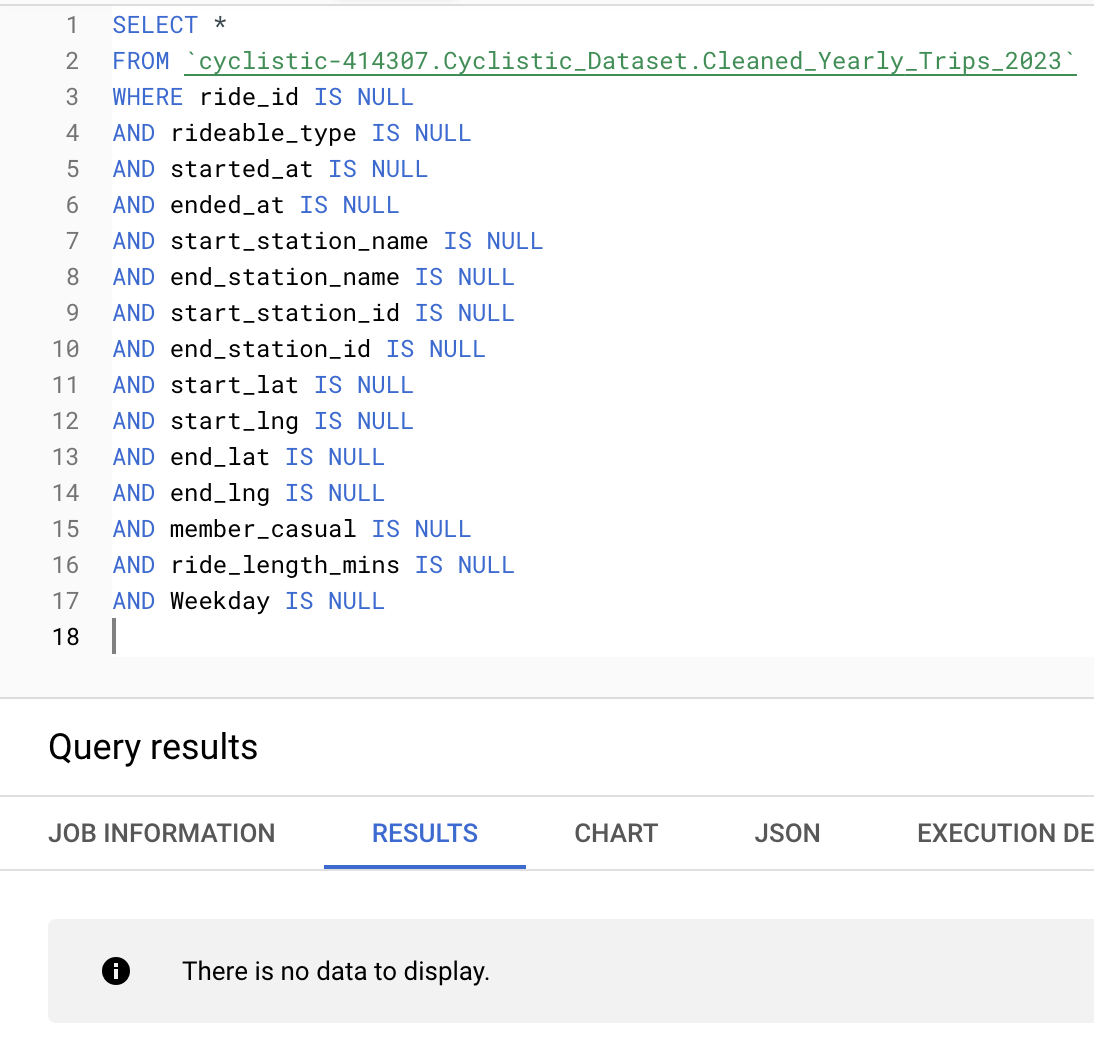 1 SELECT *
2 FROM `cyclistic-414307.Cyclistic_Dataset.Cleaned_Yearly_Trips_2023`
3 WHERE ride_id IS NULL
4 AND rideable_type IS NULL
5 AND started_at IS NULL
6 AND ended_at IS NULL
7 AND start_station_name IS NULL
8 AND end_station_name IS NULL
9 AND start_station_id IS NULL
10 AND end_station_id IS NULL
11 AND start_lat IS NULL
12 AND start_lng IS NULL
13 AND end_lat IS NULL
14 AND end_lng IS NULL
15 AND member_casual IS NULL
16 AND ride_length_mins IS NULL
17 AND Weekday IS NULL
18
Query results
JOB INFORMATION RESULTS CHART JSON EXECUTION DE
There is no data to display.